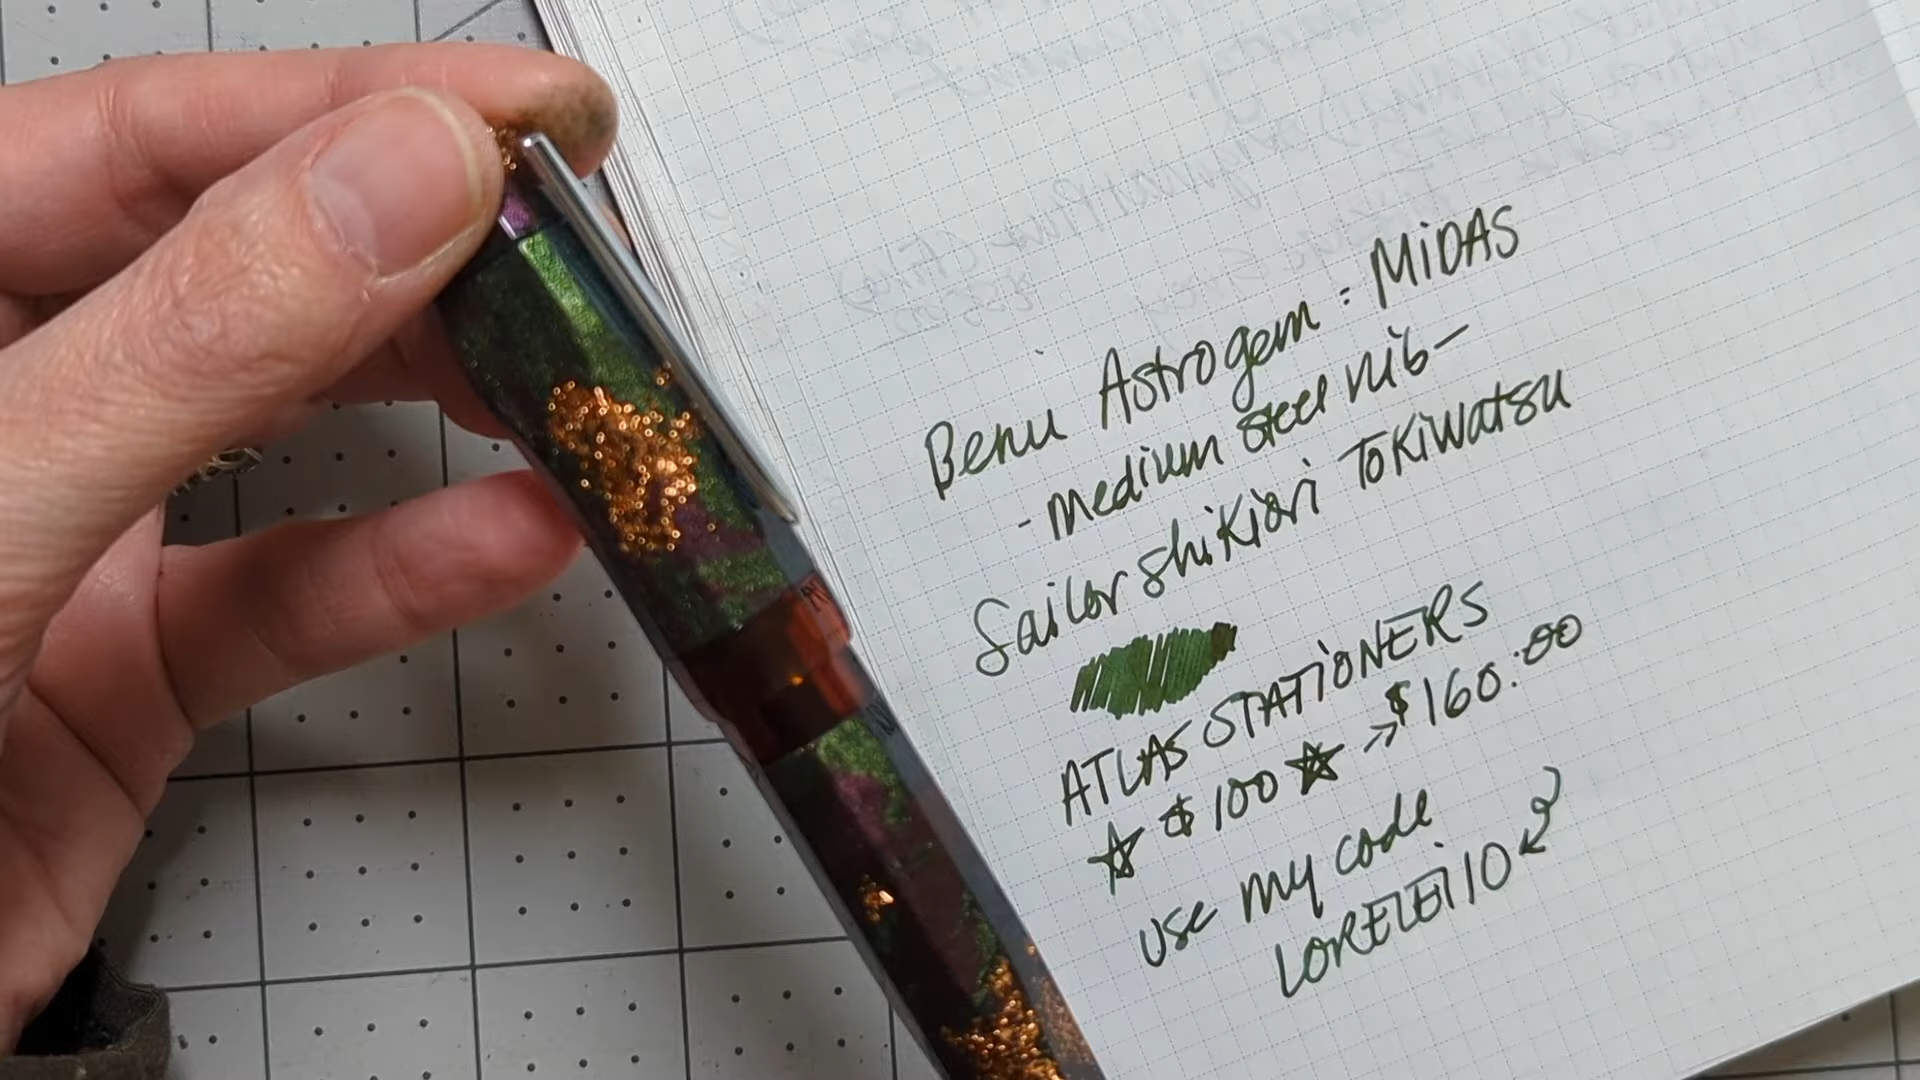 Benu Astrogem : MiDAS
- medium steel nib -
Sailor Shikiori Tokiwatsu
ATLAS STATiONERS
☆ $100 ☆ → $160.00
use my code
LORELEi10